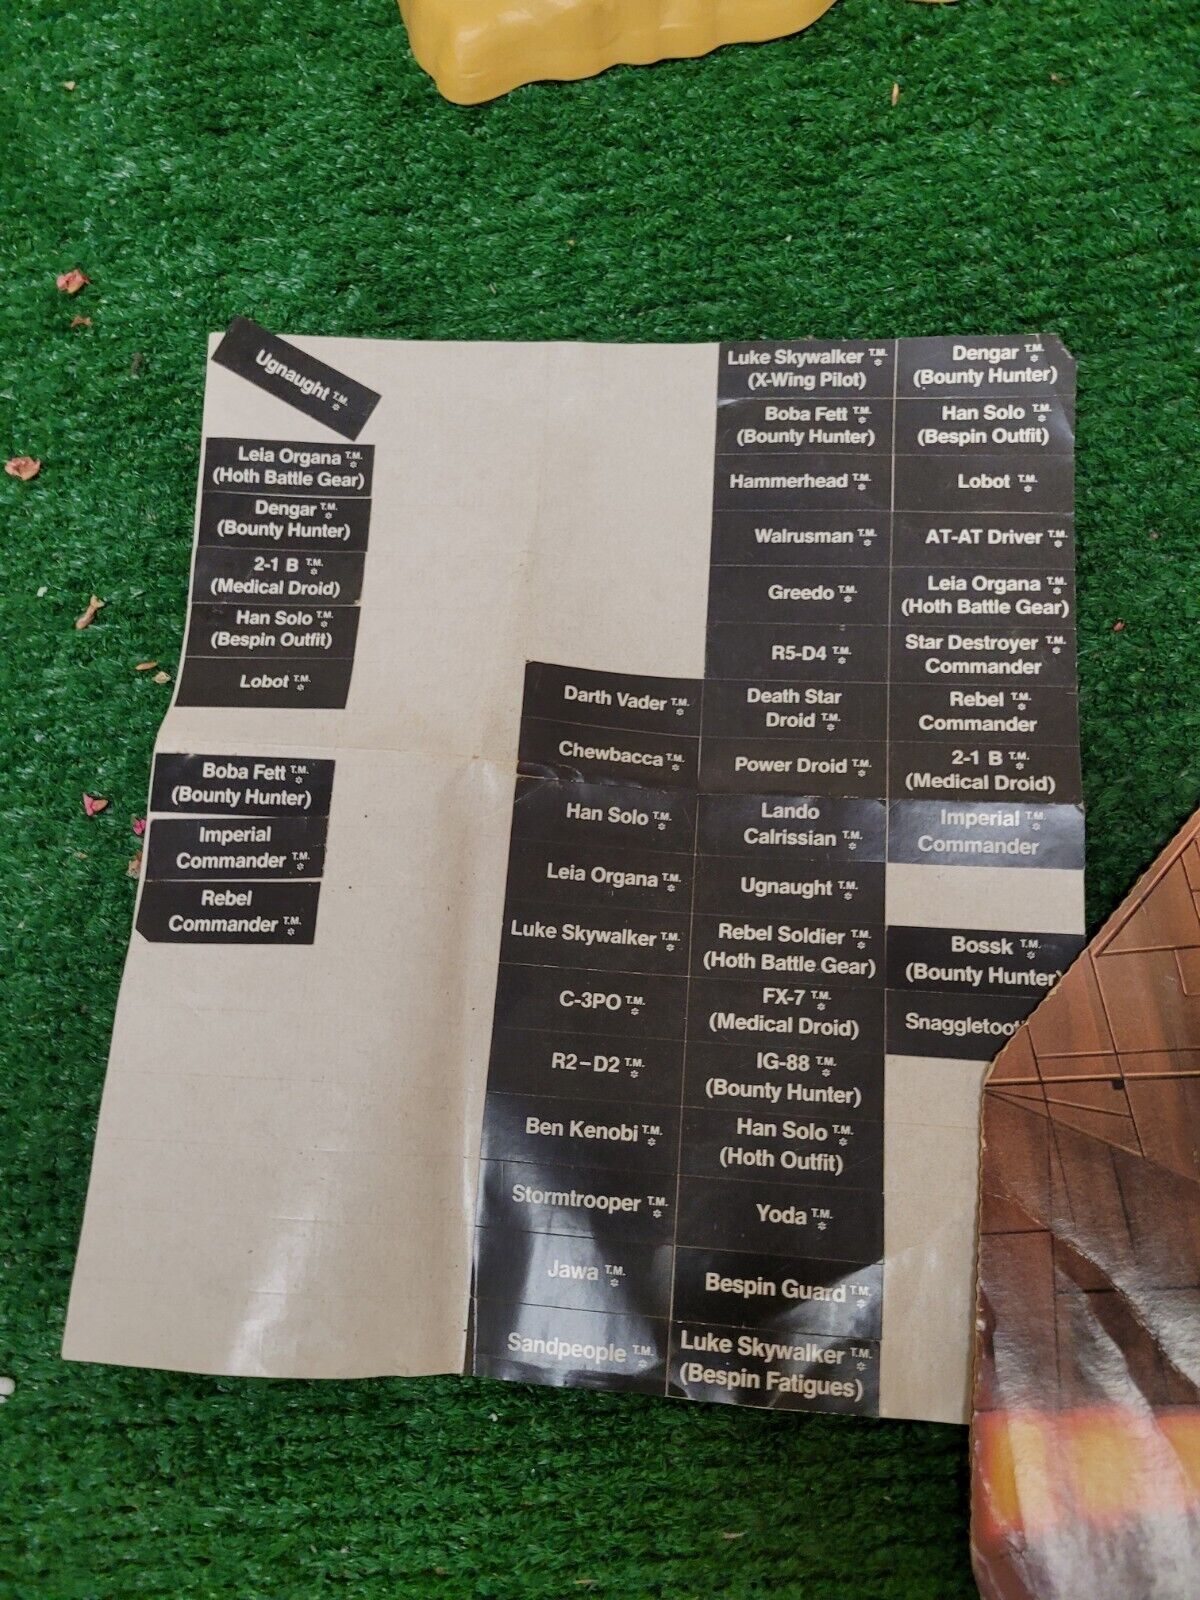 Ugnaught T.M.
Leia Organa T.M.
(Hoth Battle Gear)
Dengar T.M.
(Bounty Hunter)
2-1 B T.M.
(Medical Droid)
Han Solo T.M.
(Bespin Outfit)
Lobot T.M.
Boba Fett T.M.
(Bounty Hunter)
Imperial
Commander T.M.
Rebel
Commander T.M.
Darth Vader T.M.
Chewbacca T.M.
Han Solo T.M.
Leia Organa T.M.
Luke Skywalker T.M.
C-3PO T.M.
R2-D2 T.M.
Ben Kenobi T.M.
Stormtrooper T.M.
Jawa T.M.
Sandpeople T.M.
Luke Skywalker T.M.
(X-Wing Pilot)
Boba Fett T.M.
(Bounty Hunter)
Hammerhead T.M.
Walrusman T.M.
Greedo T.M.
R5-D4 T.M.
Death Star
Droid T.M.
Power Droid T.M.
Lando
Calrissian T.M.
Ugnaught T.M.
Rebel Soldier T.M.
(Hoth Battle Gear)
FX-7 T.M.
(Medical Droid)
IG-88 T.M.
(Bounty Hunter)
Han Solo T.M.
(Hoth Outfit)
Yoda T.M.
Bespin Guard T.M.
Luke Skywalker T.M.
(Bespin Fatigues)
Dengar T.M.
(Bounty Hunter)
Han Solo T.M.
(Bespin Outfit)
Lobot T.M.
AT-AT Driver T.M.
Leia Organa T.M.
(Hoth Battle Gear)
Star Destroyer T.M.
Commander
Rebel T.M.
Commander
2-1 B T.M.
(Medical Droid)
Imperial T.M.
Commander
Bossk T.M.
(Bounty Hunter)
Snaggletoot